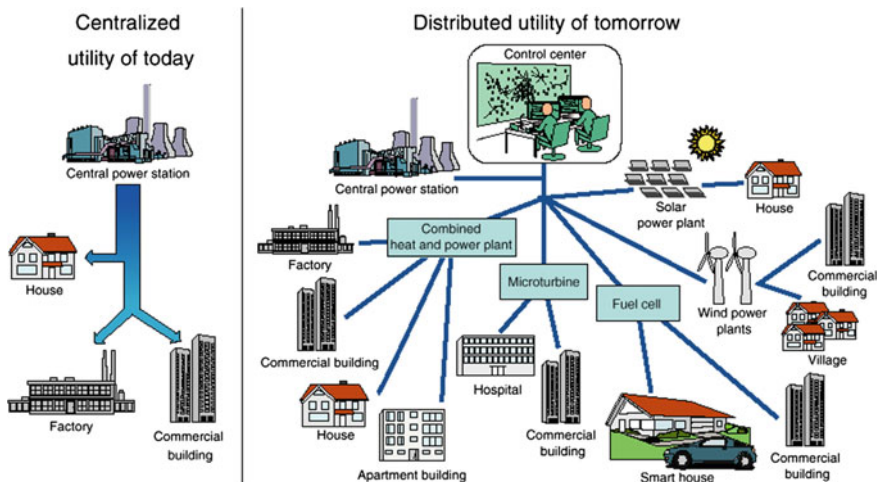 Centralized
utility of today
Central power station
House
Factory
Commercial
building
Distributed utility of tomorrow
Control center
Central power station
Solar
power plant
House
Combined
heat and power plant
Factory
Microturbine
Fuel cell
Wind power
plants
Commercial
building
Village
Commercial building
House
Apartment building
Hospital
Commercial
building
Smart house
Commercial
building